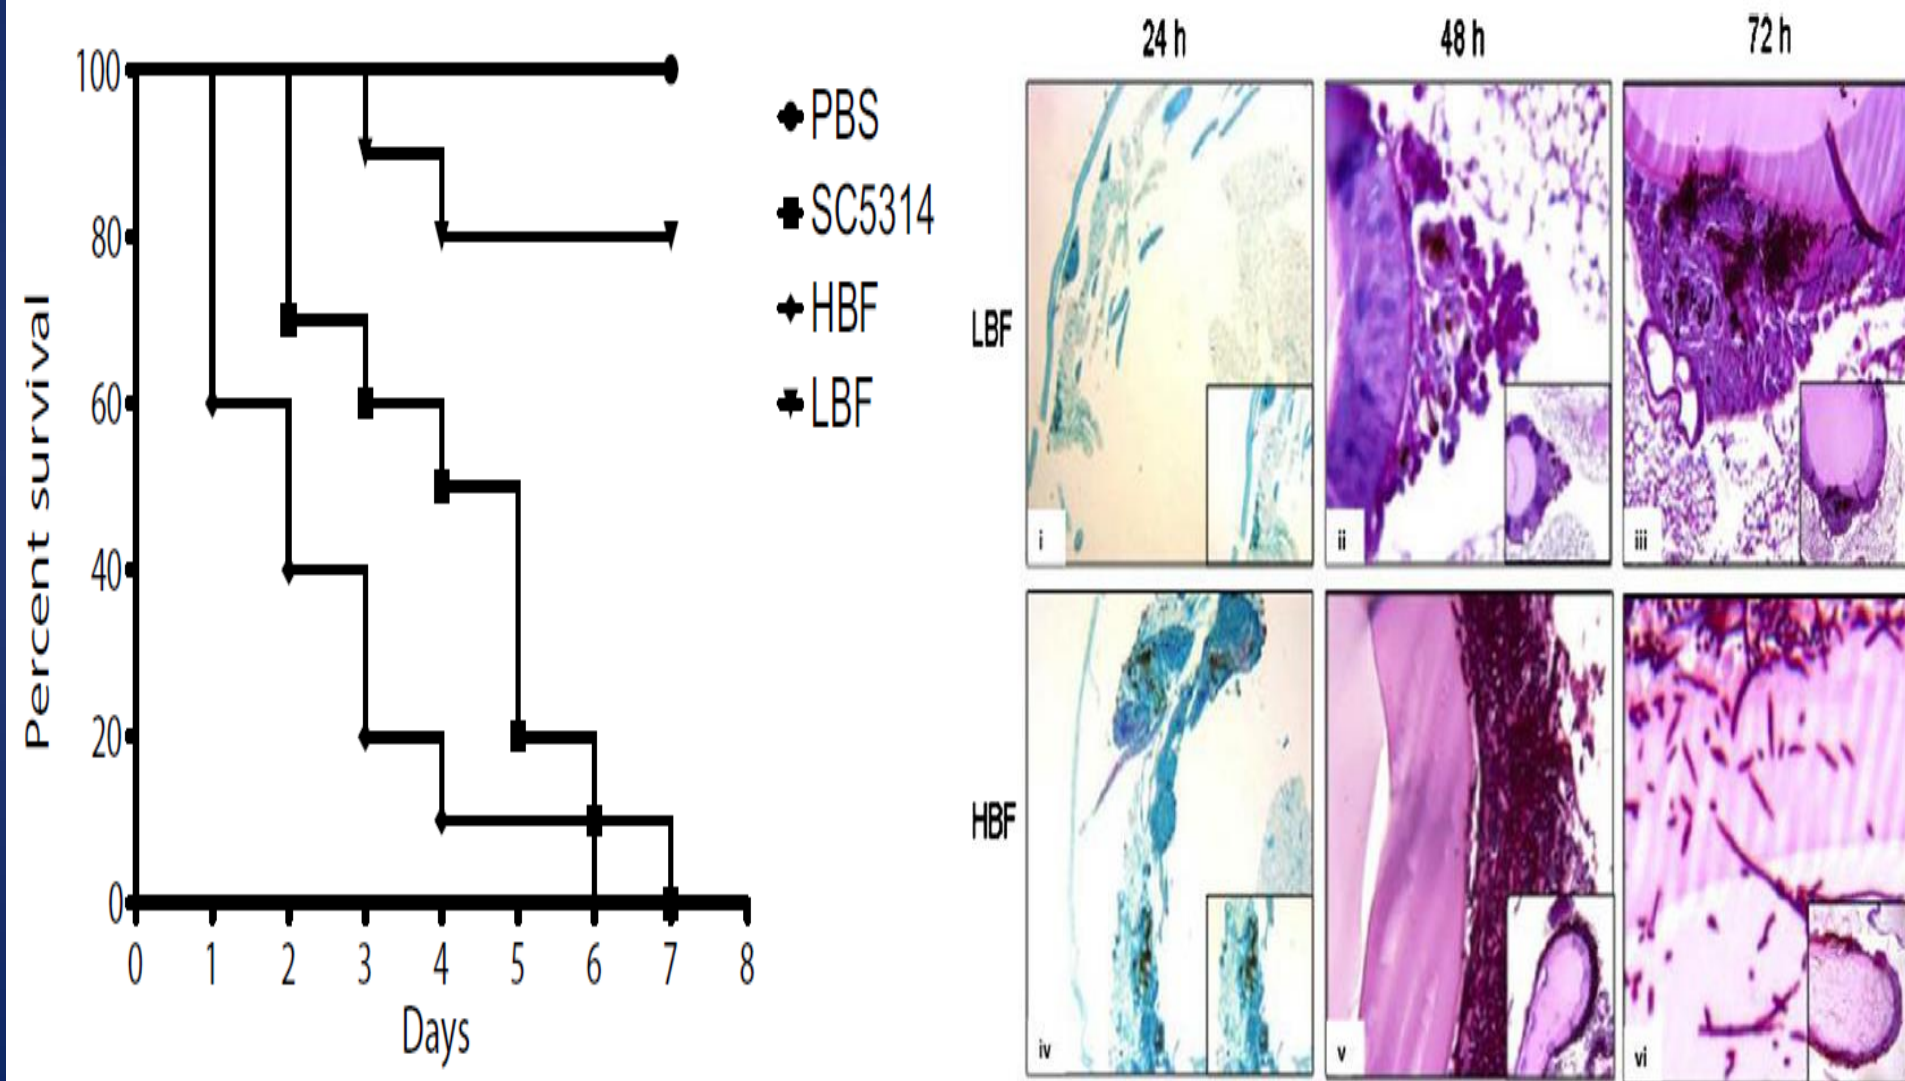 Percent survival
100
80
60
40
20
0
0 1 2 3 4 5 6 7 8
Days
PBS
SC5314
HBF
LBF
24 h 48 h 72 h
LBF
i ii iii
HBF
iv v vi